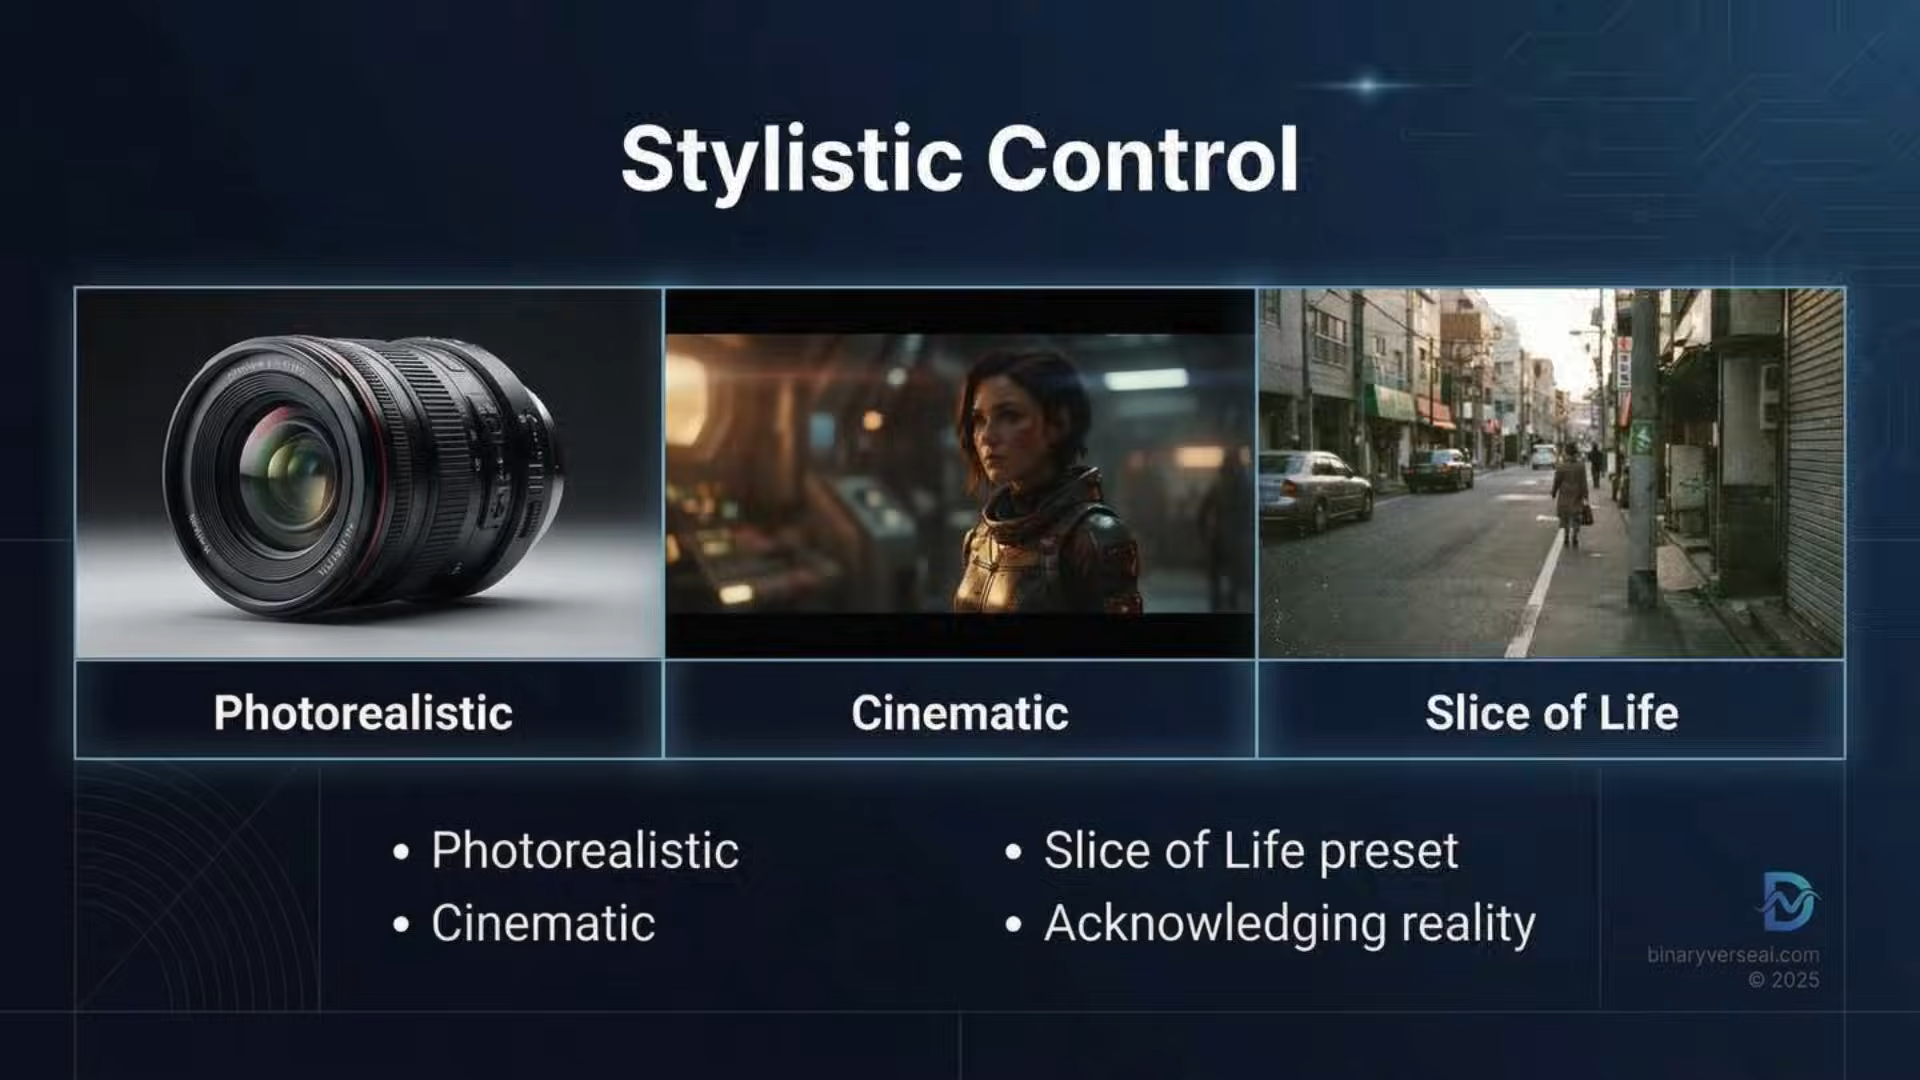 Stylistic Control
Photorealistic
Cinematic
Slice of Life
• Photorealistic
• Cinematic
• Slice of Life preset
• Acknowledging reality
binaryverseai.com
© 2025